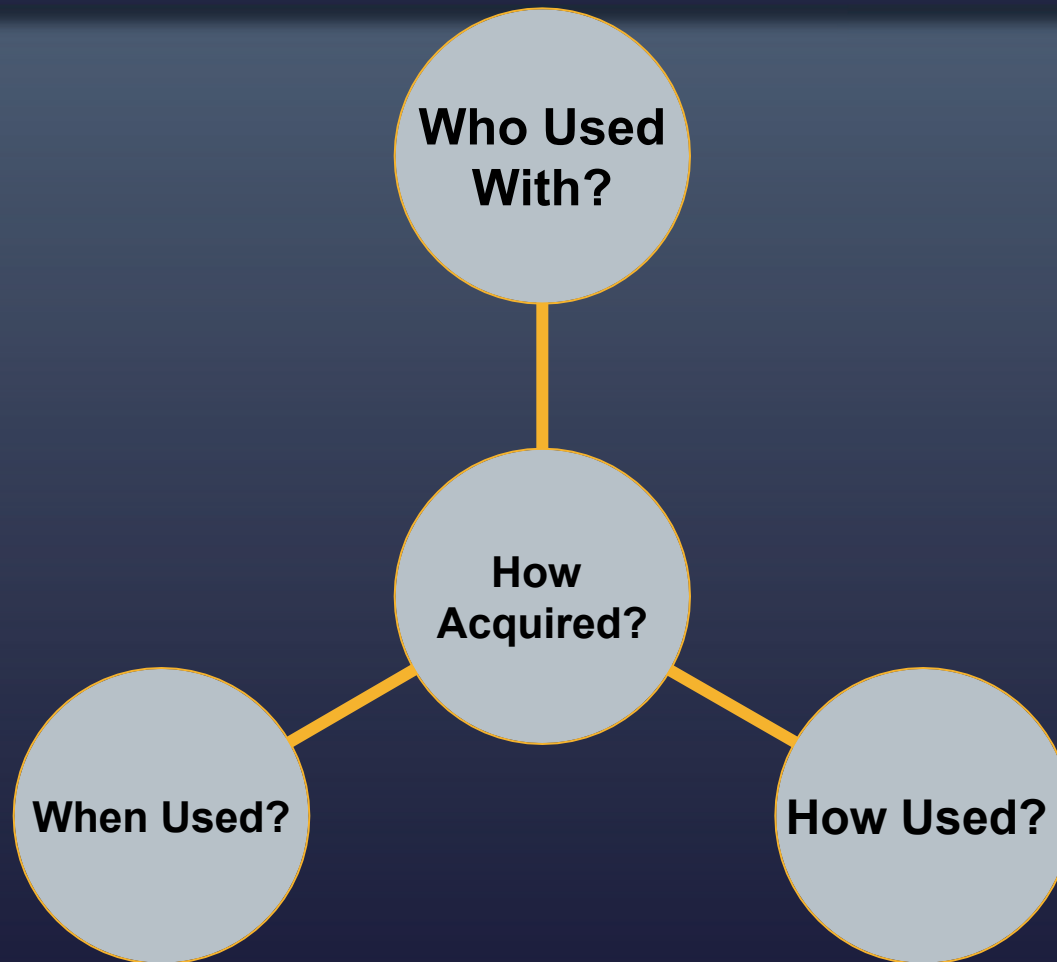 Who Used
With?
How
Acquired?
When Used?
How Used?